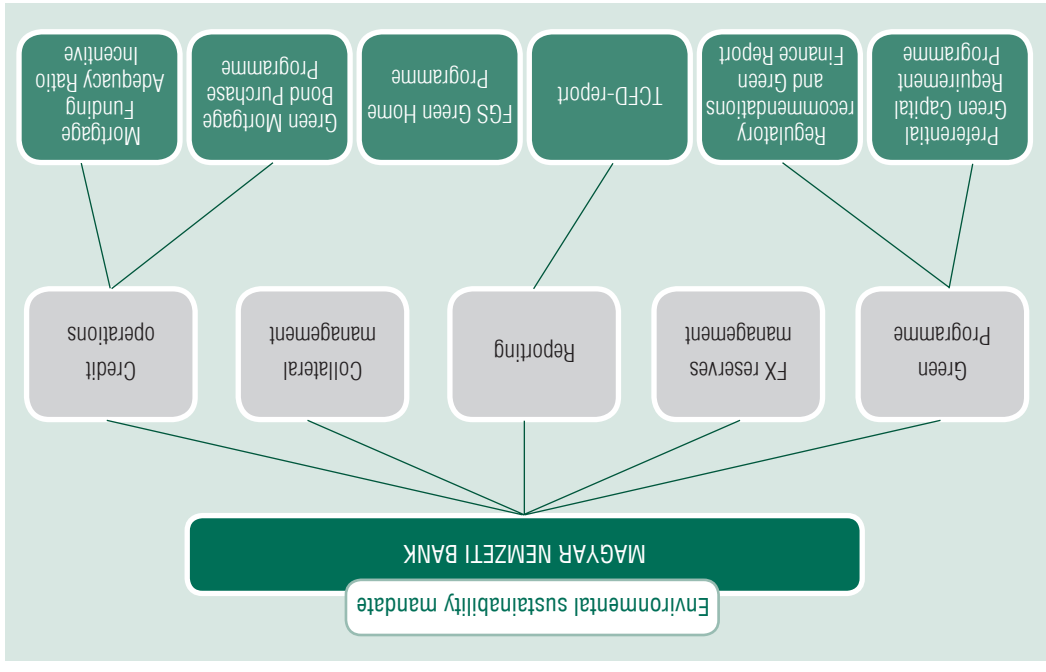 Environmental sustainability mandate
MAGYAR NEMZETI BANK
Green
Programme
FX reserves
management
Reporting
Collateral
management
Credit
operations
Preferential
Green Capital
Requirement
Programme
Regulatory
recommendations
and Green
Finance Report
TCFD-report
FGS Green Home
Programme
Green Mortgage
Bond Purchase
Programme
Mortgage
Funding
Adequacy Ratio
Incentive